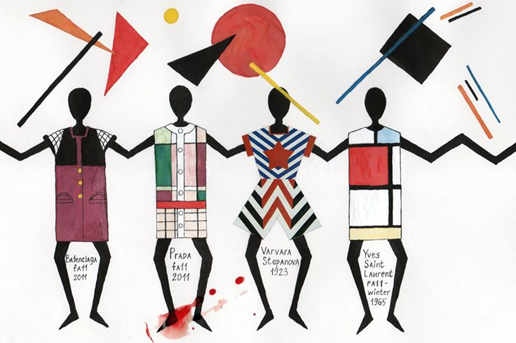 Balenciaga
fall
2011
PRADA
fall
2011
VARVARA
Stepanova
1923
Yves
Saint
Laurent
fall-
winter
1965